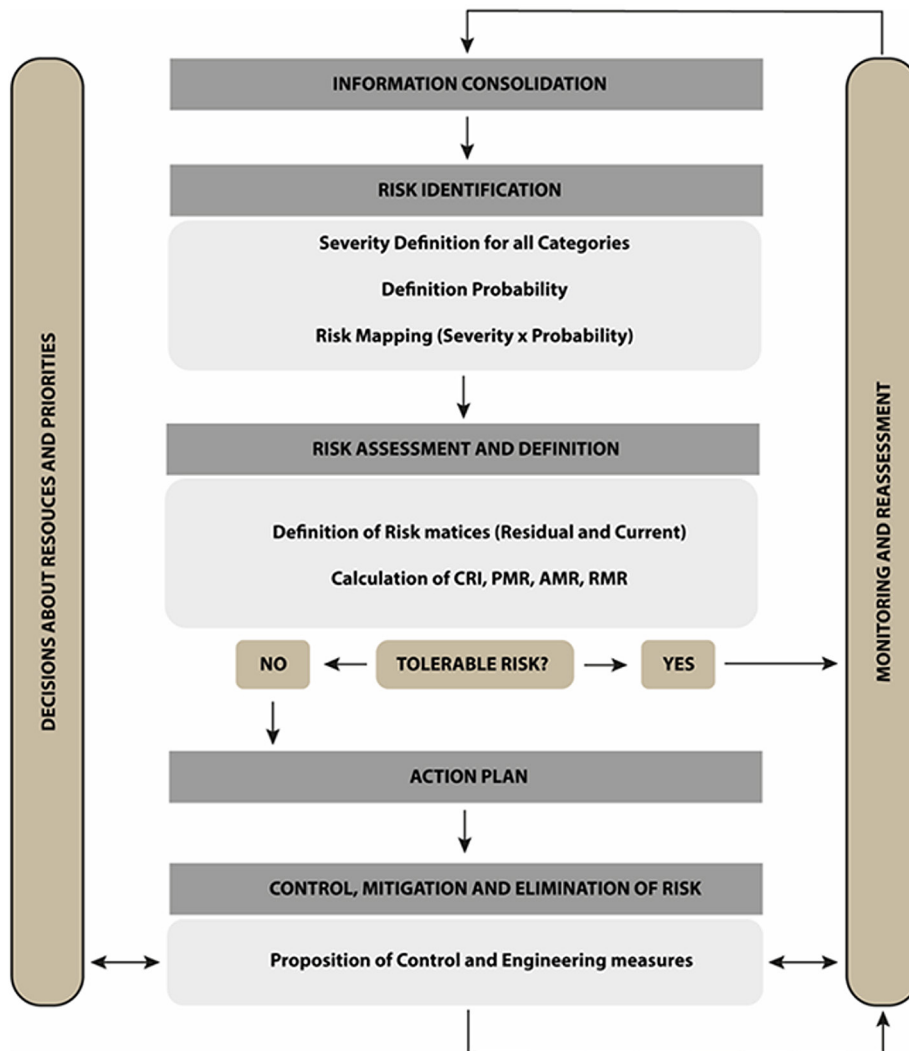 INFORMATION CONSOLIDATION
RISK IDENTIFICATION
Severity Definition for all Categories
Definition Probability
Risk Mapping (Severity x Probability)
RISK ASSESSMENT AND DEFINITION
Definition of Risk matices (Residual and Current)
Calculation of CRI, PMR, AMR, RMR
NO
TOLERABLE RISK?
YES
ACTION PLAN
CONTROL, MITIGATION AND ELIMINATION OF RISK
Proposition of Control and Engineering measures
DECISIONS ABOUT RESOUCES AND PRIORITIES
MONITORING AND REASSESSMENT